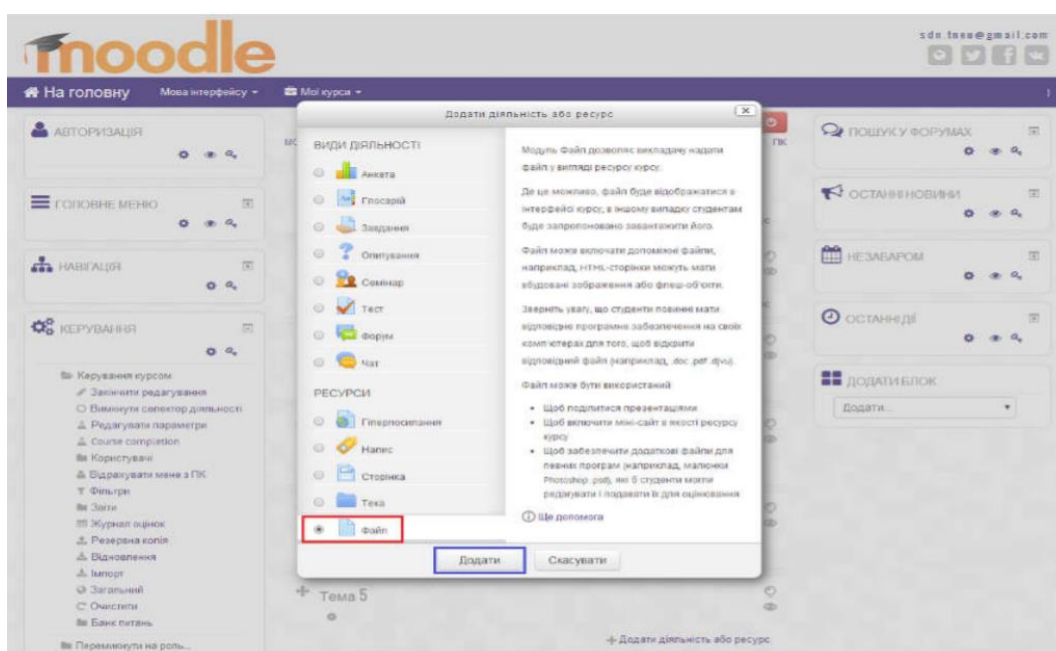 moodle
sdn.tnee@gmail.com
На головну
Мова інтерфейсу
Мої курси
АВТОРИЗАЦІЯ
ГОЛОВНЕ МЕНЮ
НАВІГАЦІЯ
КЕРУВАННЯ
Керування курсом
Закінчити редагування
Вимкнути селектор діяльності
Редагувати параметри
Course completion
Користувачі
Відрахувати мене з ПК
Фільтри
Звіти
Журнал оцінок
Резервна копія
Відновлення
Імпорт
Загальний
Очистити
Банк питань
Перемикнути на роль...
Додати діяльність або ресурс
ВИДИ ДІЯЛЬНОСТІ
Анкета
Глосарій
Завдання
Опитування
Семінар
Тест
Форум
Чат
РЕСУРСИ
Гіперпосилання
Напис
Сторінка
Тека
Файл
Модуль Файл дозволяє викладачу надати
файл у вигляді ресурсу курсу.
Де це можливо, файл буде відображатися в
інтерфейсі курсу, в іншому випадку студентам
буде запропоновано завантажити його.
Файл може включати допоміжні файли,
наприклад, HTML-сторінки можуть мати
вбудовані зображення або флеш-об'єкти.
Зверніть увагу, що студенти повинні мати
відповідне програмне забезпечення на своїх
комп'ютерах для того, щоб відкрити
відповідний файл (наприклад, .doc .pdf .djvu).
Файл може бути використаний
Щоб поділитися презентаціями
Щоб включити міні-сайт в якості ресурсу
курсу
Щоб забезпечити додаткові файли для
певних програм (наприклад, малюнки
Photoshop .psd), які б студенти могли
редагувати і подавати їх для оцінювання
Ще допомога
Додати
Скасувати
ПК
Тема 5
Додати діяльність або ресурс
ПОШУК У ФОРУМАХ
ОСТАННІ НОВИНИ
НЕЗАБАРОМ
ОСТАННІ ДІЇ
ДОДАТИ БЛОК
Додати...